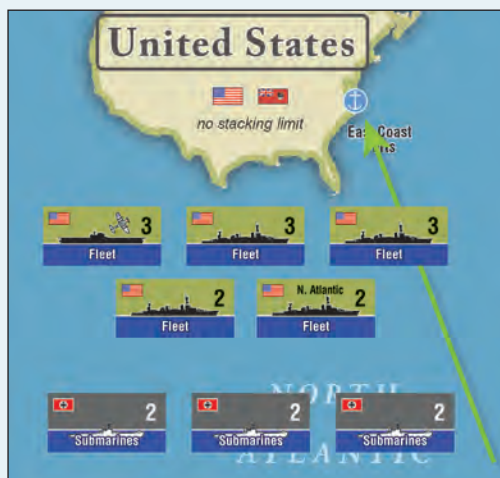 United States
no stacking limit
East Coast
3
Fleet
3
Fleet
3
Fleet
2
Fleet
N. Atlantic 2
Fleet
NORTH
ATLANTIC
2
Submarines
2
Submarines
2
Submarines